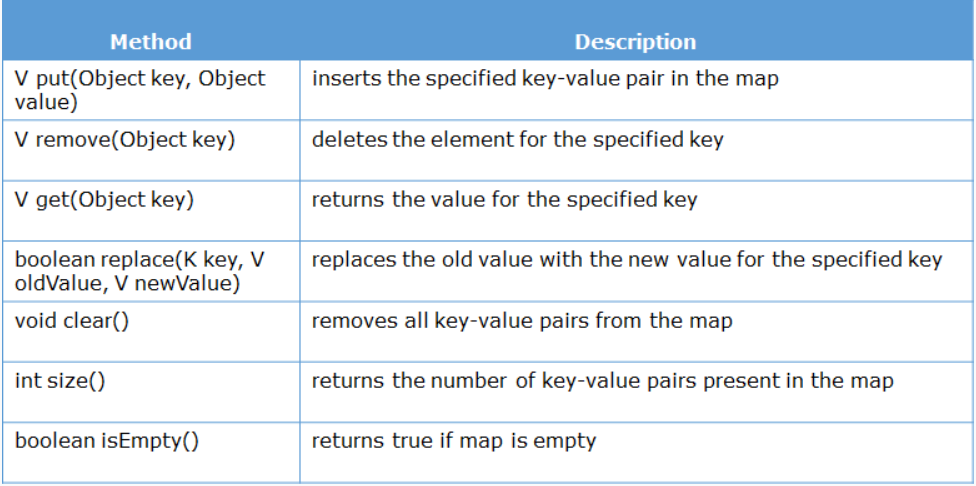 Method
Description
V put(Object key, Object
value)
inserts the specified key-value pair in the map
V remove(Object key)
deletes the element for the specified key
V get(Object key)
returns the value for the specified key
boolean replace(K key, V
oldValue, V newValue)
replaces the old value with the new value for the specified key
void clear()
removes all key-value pairs from the map
int size()
returns the number of key-value pairs present in the map
boolean isEmpty()
returns true if map is empty